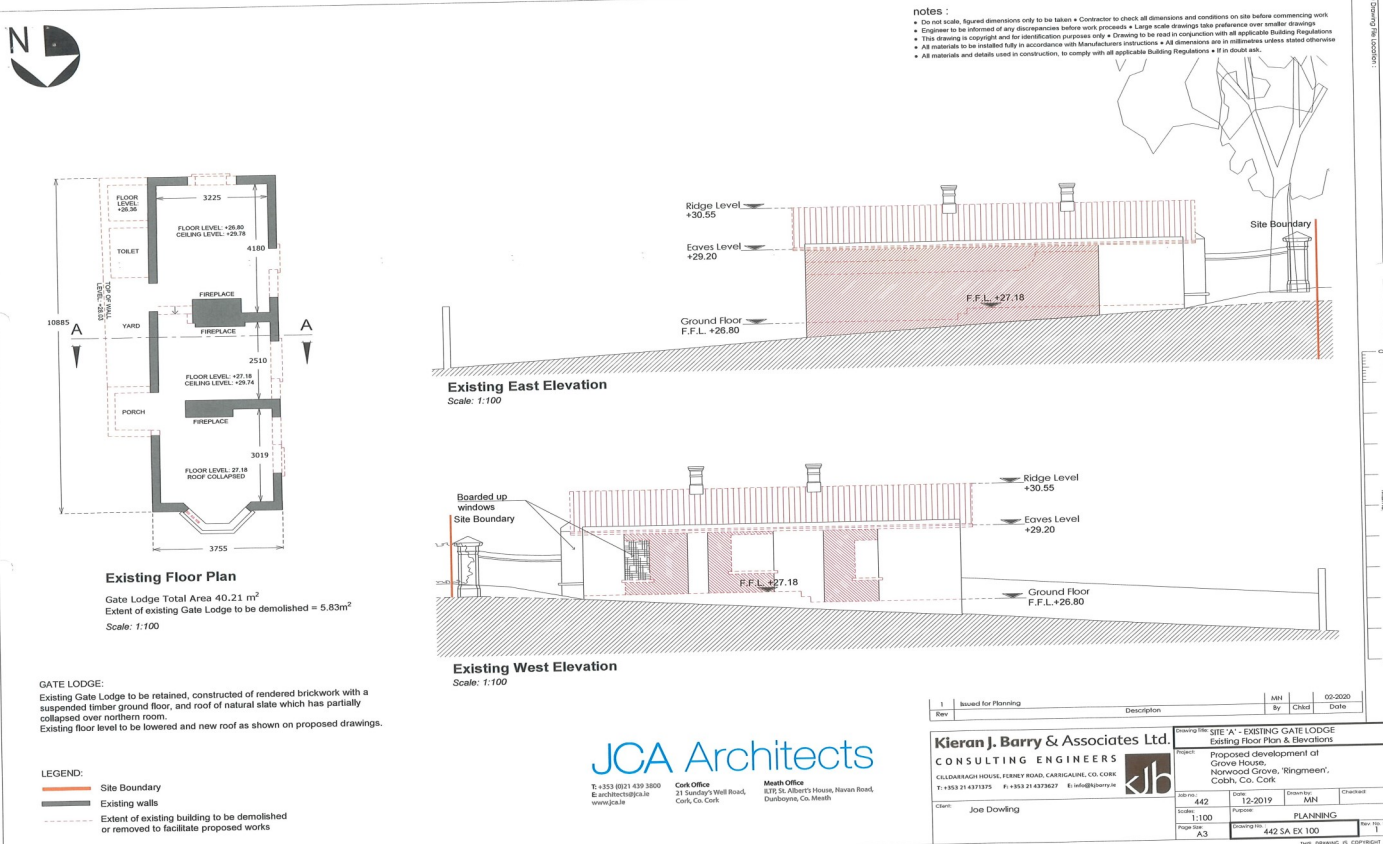 notes :
• Do not scale, figured dimensions only to be taken • Contractor to check all dimensions and conditions on site before commencing work
• Engineer to be informed of any discrepancies before work proceeds • Large scale drawings take preference over smaller drawings
• This drawing is copyright and for identification purposes only • Drawing to be read in conjunction with all applicable Building Regulations
• All materials to be installed fully in accordance with Manufacturers instructions • All dimensions are in millimetres unless stated otherwise
• All materials and details used in construction, to comply with all applicable Building Regulations • If in doubt ask.
Drawing File Location :
N
FLOOR
LEVEL:
+26.36
3225
FLOOR LEVEL: +26.80
CEILING LEVEL: +29.78
4180
TOILET
TOP OF WALL
FIREPLACE
YARD
FIREPLACE
10885
A
A
2510
FLOOR LEVEL: +27.18
CEILING LEVEL: +29.74
PORCH
FIREPLACE
3019
FLOOR LEVEL: 27.18
ROOF COLLAPSED
3755
Existing Floor Plan
Gate Lodge Total Area 40.21 m²
Extent of existing Gate Lodge to be demolished = 5.83m²
Scale: 1:100
Ridge Level
+30.55
Eaves Level
+29.20
Site Boundary
F.F.L. +27.18
Ground Floor
F.F.L. +26.80
Existing East Elevation
Scale: 1:100
Boarded up
windows
Site Boundary
Ridge Level
+30.55
Eaves Level
+29.20
F.F.L. +27.18
Ground Floor
F.F.L.+26.80
Existing West Elevation
Scale: 1:100
GATE LODGE:
Existing Gate Lodge to be retained, constructed of rendered brickwork with a
suspended timber ground floor, and roof of natural slate which has partially
collapsed over northern room.
Existing floor level to be lowered and new roof as shown on proposed drawings.
LEGEND:
Site Boundary
Existing walls
Extent of existing building to be demolished
or removed to facilitate proposed works
JCA Architects
T: +353 (0)21 439 3800
E: architects@jca.ie
www.jca.ie
Cork Office
21 Sunday's Well Road,
Cork, Co. Cork
Meath Office
8,TP, St. Albert's House, Navan Road,
Dunboyne, Co. Meath
1 Issued for Planning MN 02-2020
Rev Description By Chkd Date
Kieran J. Barry & Associates Ltd.
CONSULTING ENGINEERS
CILLDARRAGH HOUSE, FERNEY ROAD, CARRIGALINE, CO. CORK
T: +353 21 4371375 F: +353 21 4373627 E: info@kjbarry.ie
kjb
Client: Joe Dowling
Drawing Title: SITE 'A' - EXISTING GATE LODGE
Existing Floor Plan & Elevations
Project: Proposed development at
Grove House,
Norwood Grove, 'Ringmeen',
Cobh, Co. Cork
Job no.: 442
Date: 12-2019
Drawn by: MN
Checked:
Scales: 1:100
Purpose: PLANNING
Page Size: A3
Drawing No. : 442 SA EX 100
Rev. No. 1
THIS DRAWING IS COPYRIGHT